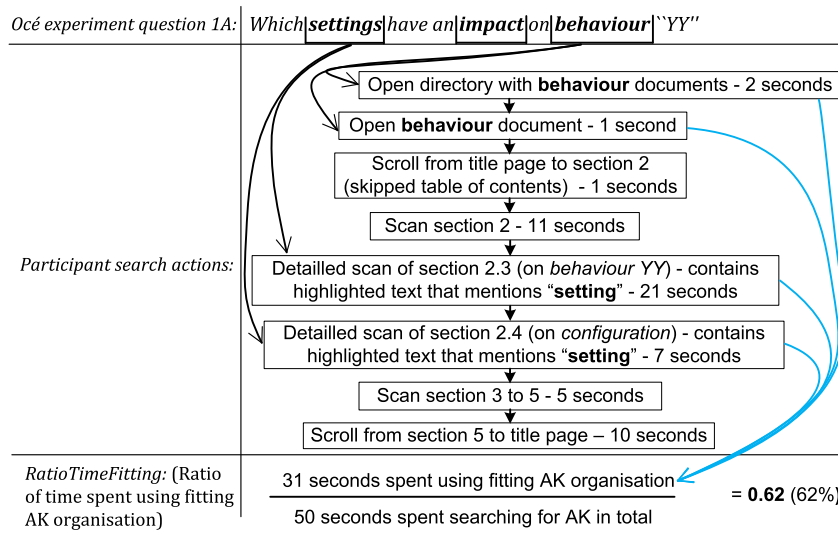 Océ experiment question 1A: Which settings have an impact on behaviour ``YY''
Open directory with behaviour documents - 2 seconds
Open behaviour document - 1 second
Scroll from title page to section 2
(skipped table of contents) - 1 seconds
Scan section 2 - 11 seconds
Participant search actions:
Detailled scan of section 2.3 (on behaviour YY) - contains
highlighted text that mentions “setting” - 21 seconds
Detailled scan of section 2.4 (on configuration) - contains
highlighted text that mentions “setting” - 7 seconds
Scan section 3 to 5 - 5 seconds
Scroll from section 5 to title page – 10 seconds
RatioTimeFitting: (Ratio
of time spent using fitting
AK organisation)
31 seconds spent using fitting AK organisation
50 seconds spent searching for AK in total
= 0.62 (62%)